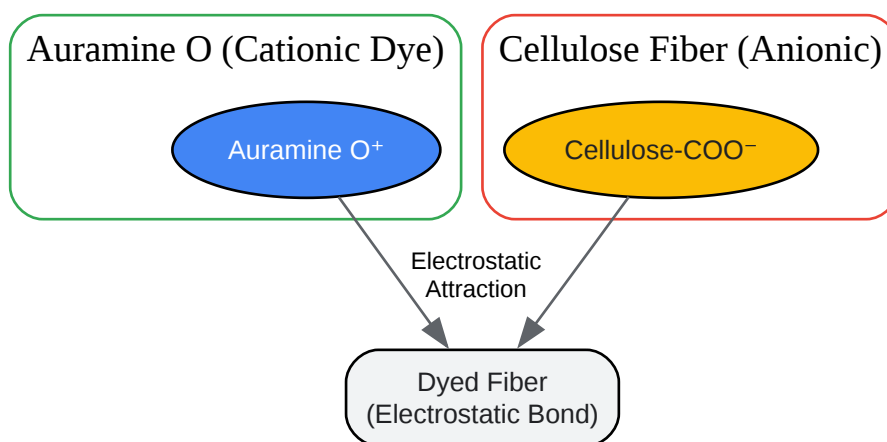 Auramine O (Cationic Dye)
Cellulose Fiber (Anionic)
Auramine O⁺
Cellulose-COO⁻
Electrostatic
Attraction
Dyed Fiber
(Electrostatic Bond)